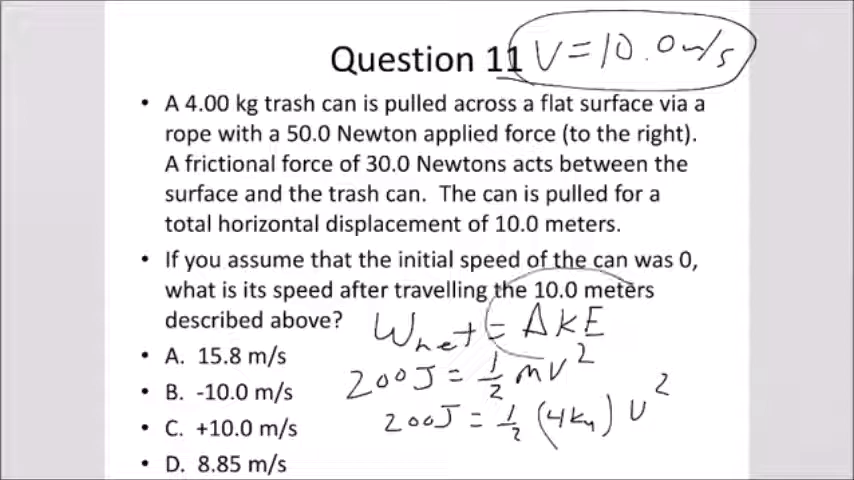 Question 11
V = 10.0 m/s
• A 4.00 kg trash can is pulled across a flat surface via a
rope with a 50.0 Newton applied force (to the right).
A frictional force of 30.0 Newtons acts between the
surface and the trash can.  The can is pulled for a
total horizontal displacement of 10.0 meters.
• If you assume that the initial speed of the can was 0,
what is its speed after travelling the 10.0 meters
described above?
Wnet = ΔKE
• A.  15.8 m/s
200J = 1/2 mV²
• B.  -10.0 m/s
• C.  +10.0 m/s
200J = 1/2 (4kg) V²
• D.  8.85 m/s